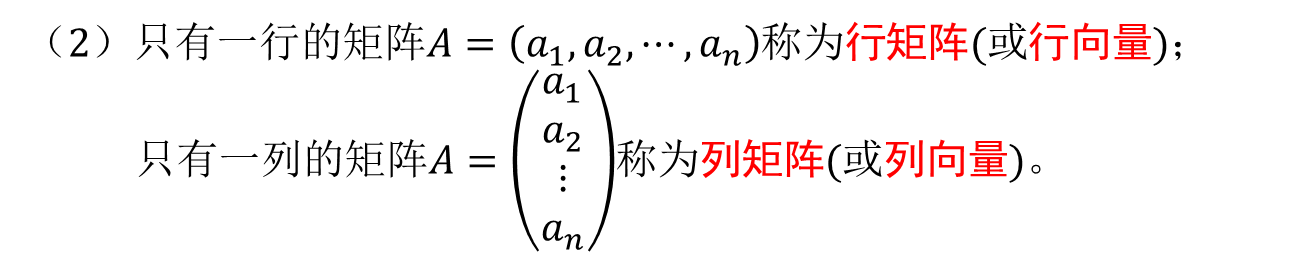 （2）只有一行的矩阵A = (a₁, a₂, ⋯ , aₙ)称为行矩阵(或行向量)；
a₁
a₂
只有一列的矩阵A = ( ⋮ )称为列矩阵(或列向量)。
aₙ